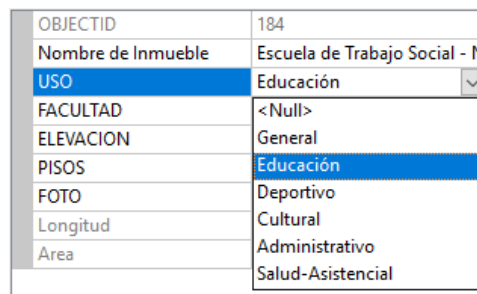 OBJECTID 184
Nombre de Inmueble Escuela de Trabajo Social -
USO Educación
FACULTAD <Null>
ELEVACION General
PISOS Educación
FOTO Deportivo
Longitud Cultural
Area Administrativo
Salud-Asistencial